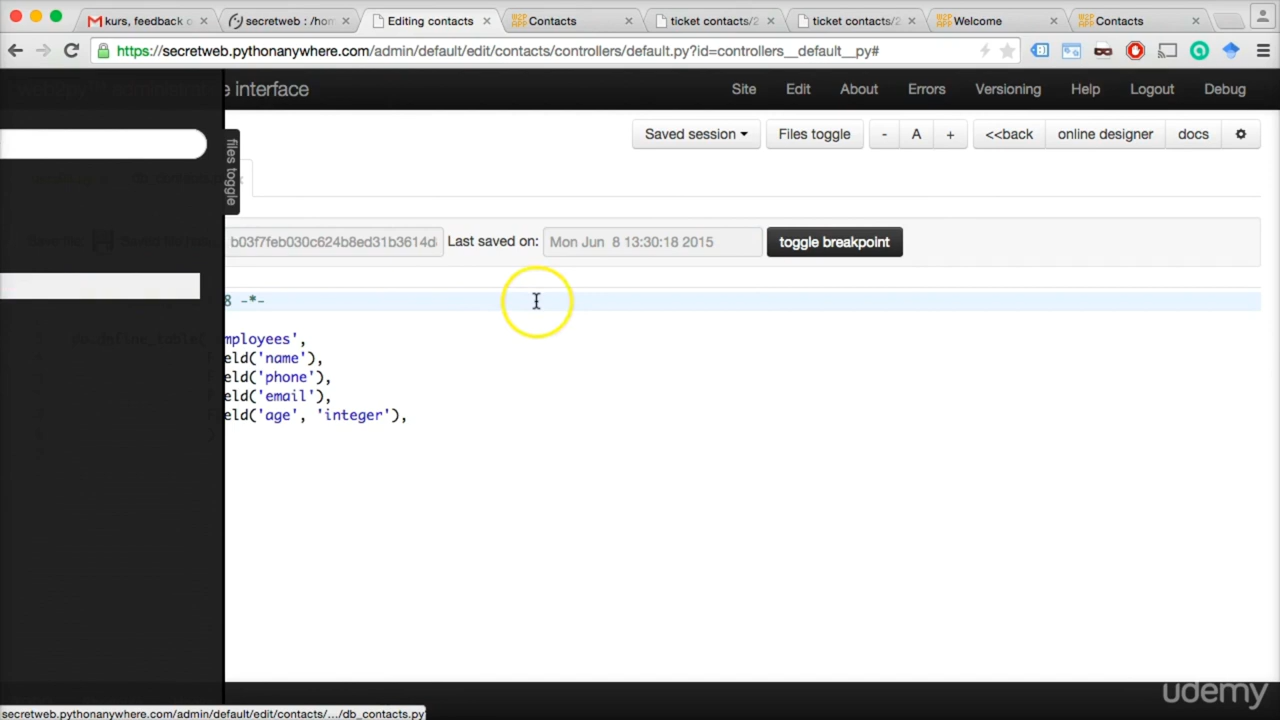 kurs, feedback o
secretweb : /hom
Editing contacts
Contacts
ticket contacts/2
ticket contacts/2
Welcome
Contacts
https://secretweb.pythonanywhere.com/admin/default/edit/contacts/controllers/default.py?id=controllers__default__py#
interface
Site Edit About Errors Versioning Help Logout Debug
files toggle
Saved session Files toggle - A + <<back online designer docs
b03f7feb030c624b8ed31b3614d Last saved on: Mon Jun 8 13:30:18 2015 toggle breakpoint
8 -*-
mployees',
eld('name'),
eld('phone'),
eld('email'),
eld('age', 'integer'),
udemy
secretweb.pythonanywhere.com/admin/default/edit/contacts/.../db_contacts.py